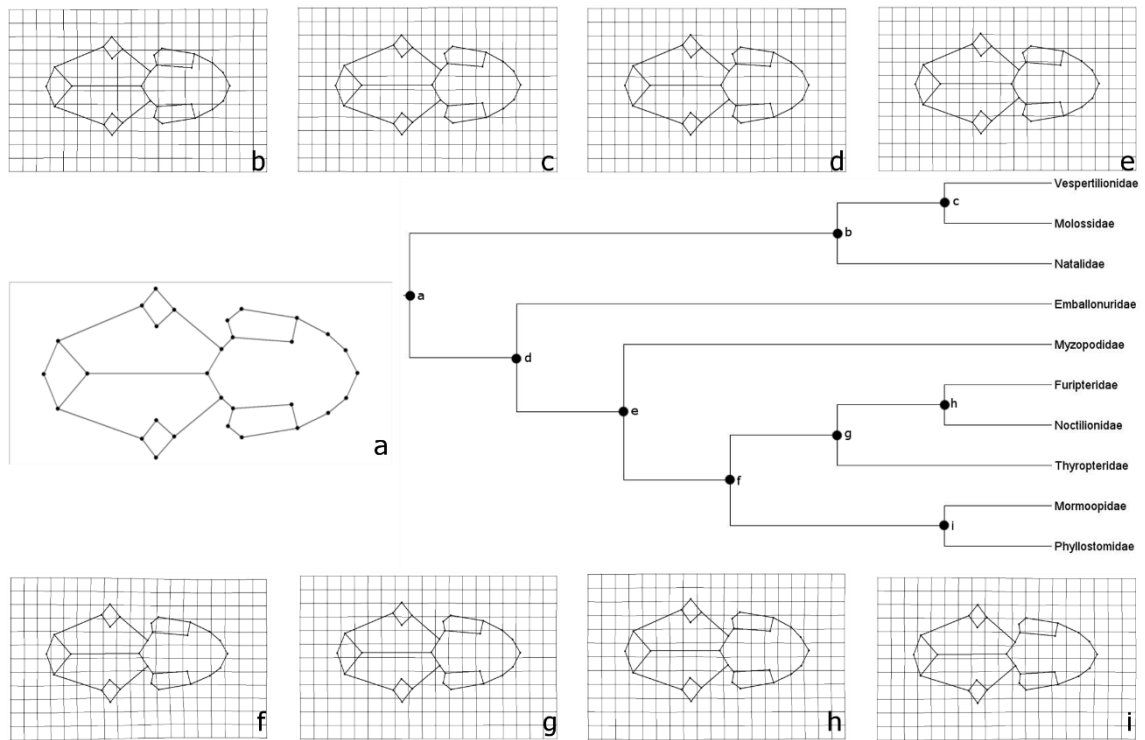 b
c
d
e
Vespertilionidae
c
Molossidae
b
Natalidae
a
Emballonuridae
d
Myzopodidae
Furipteridae
h
e
Noctilionidae
g
a
Thyropteridae
f
Mormoopidae
i
Phyllostomidae
f
g
h
i